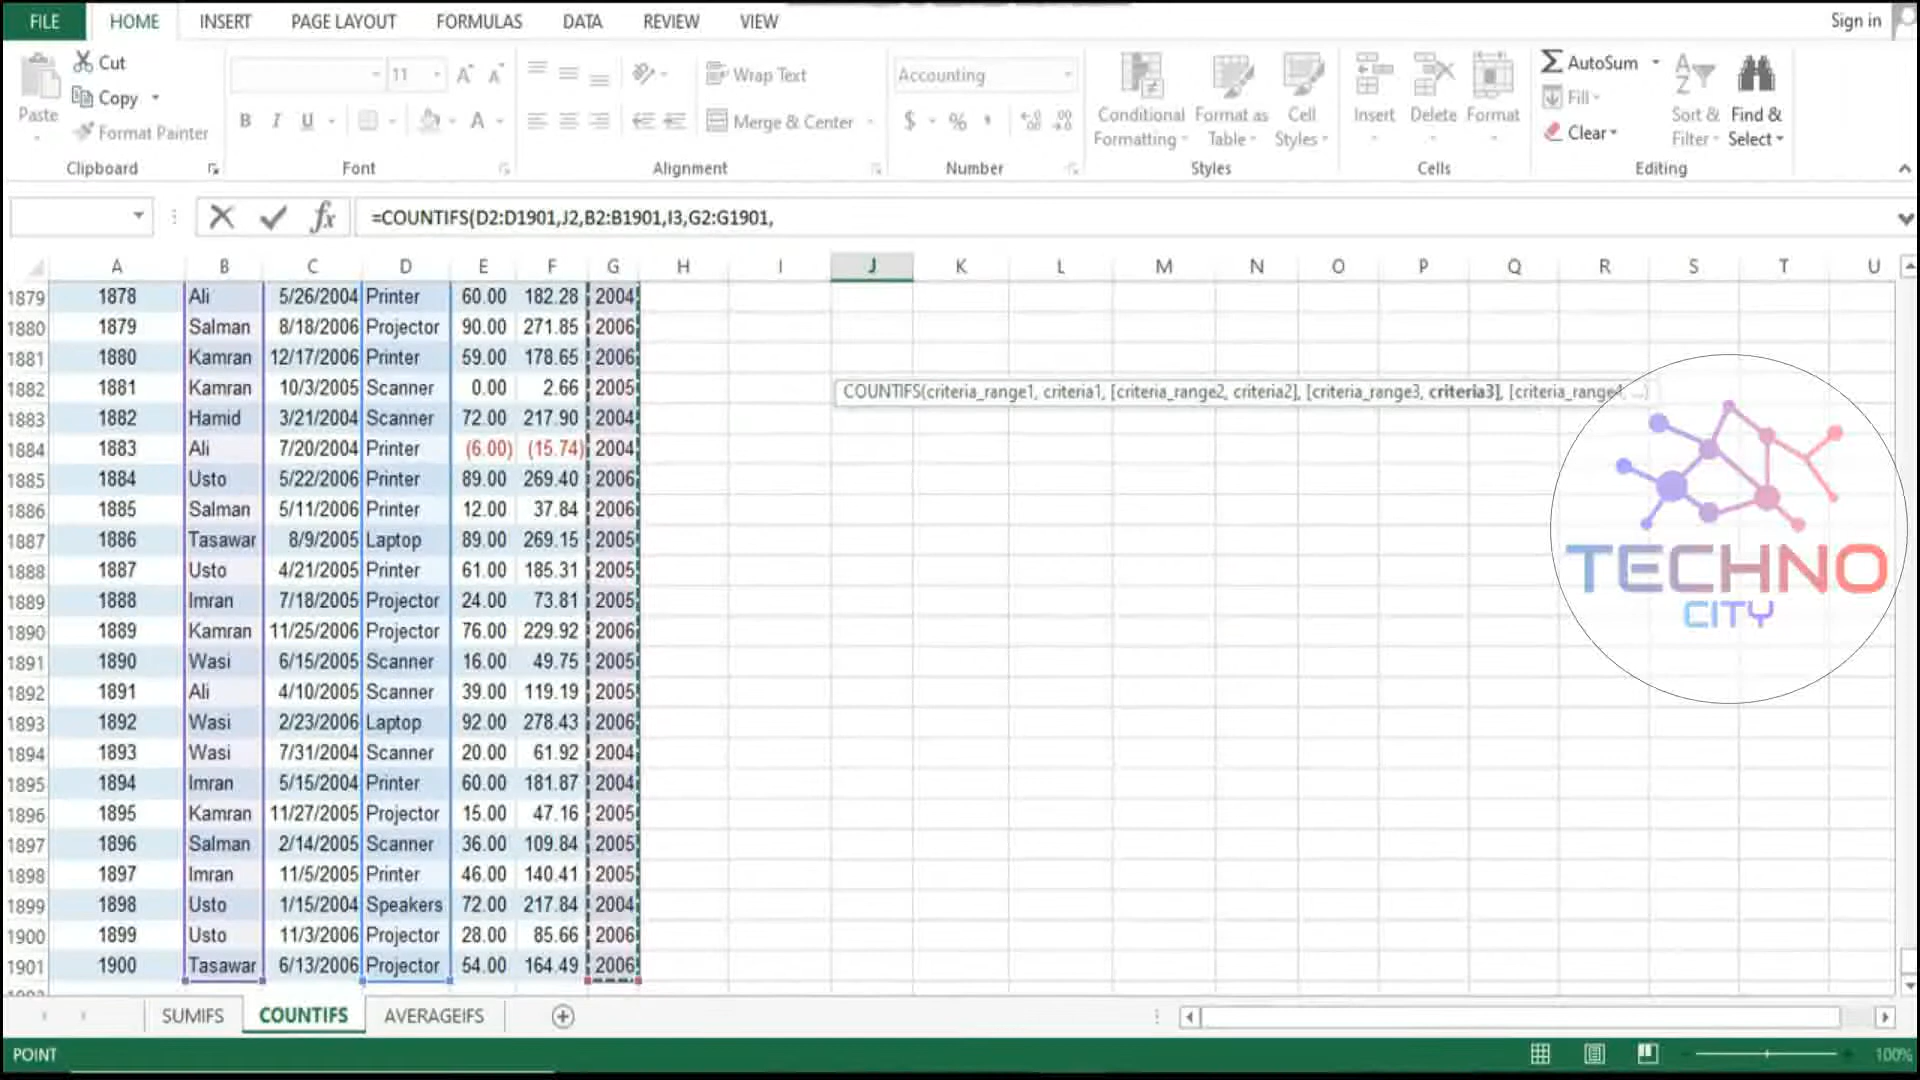 FILE HOME INSERT PAGE LAYOUT FORMULAS DATA REVIEW VIEW Sign in
Paste Cut Copy Format Painter Clipboard
11 B I U A Font
Wrap Text Merge & Center Alignment
Accounting $ % Number
Conditional Formatting Format as Table Cell Styles Styles
Insert Delete Format Cells
AutoSum Fill Clear Sort & Filter Find & Select Editing
fx =COUNTIFS(D2:D1901,J2,B2:B1901,I3,G2:G1901,
A B C D E F G H I J K L M N O P Q R S T U
1879 1878 Ali 5/26/2004 Printer 60.00 182.28 2004
1880 1879 Salman 8/18/2006 Projector 90.00 271.85 2006
1881 1880 Kamran 12/17/2006 Printer 59.00 178.65 2006
1882 1881 Kamran 10/3/2005 Scanner 0.00 2.66 2005
COUNTIFS(criteria_range1, criteria1, [criteria_range2, criteria2], [criteria_range3, criteria3], [criteria_range4, ...)
1883 1882 Hamid 3/21/2004 Scanner 72.00 217.90 2004
1884 1883 Ali 7/20/2004 Printer (6.00) (15.74) 2004
1885 1884 Usto 5/22/2006 Printer 89.00 269.40 2006
1886 1885 Salman 5/11/2006 Printer 12.00 37.84 2006
1887 1886 Tasawar 8/9/2005 Laptop 89.00 269.15 2005
1888 1887 Usto 4/21/2005 Printer 61.00 185.31 2005
1889 1888 Imran 7/18/2005 Projector 24.00 73.81 2005
1890 1889 Kamran 11/25/2006 Projector 76.00 229.92 2006
1891 1890 Wasi 6/15/2005 Scanner 16.00 49.75 2005
1892 1891 Ali 4/10/2005 Scanner 39.00 119.19 2005
1893 1892 Wasi 2/23/2006 Laptop 92.00 278.43 2006
1894 1893 Wasi 7/31/2004 Scanner 20.00 61.92 2004
1895 1894 Imran 5/15/2004 Printer 60.00 181.87 2004
1896 1895 Kamran 11/27/2005 Projector 15.00 47.16 2005
1897 1896 Salman 2/14/2005 Scanner 36.00 109.84 2005
1898 1897 Imran 11/5/2005 Printer 46.00 140.41 2005
1899 1898 Usto 1/15/2004 Speakers 72.00 217.84 2004
1900 1899 Usto 11/3/2006 Projector 28.00 85.66 2006
1901 1900 Tasawar 6/13/2006 Projector 54.00 164.49 2006
TECHNO
CITY
SUMIFS COUNTIFS AVERAGEIFS
POINT 100%